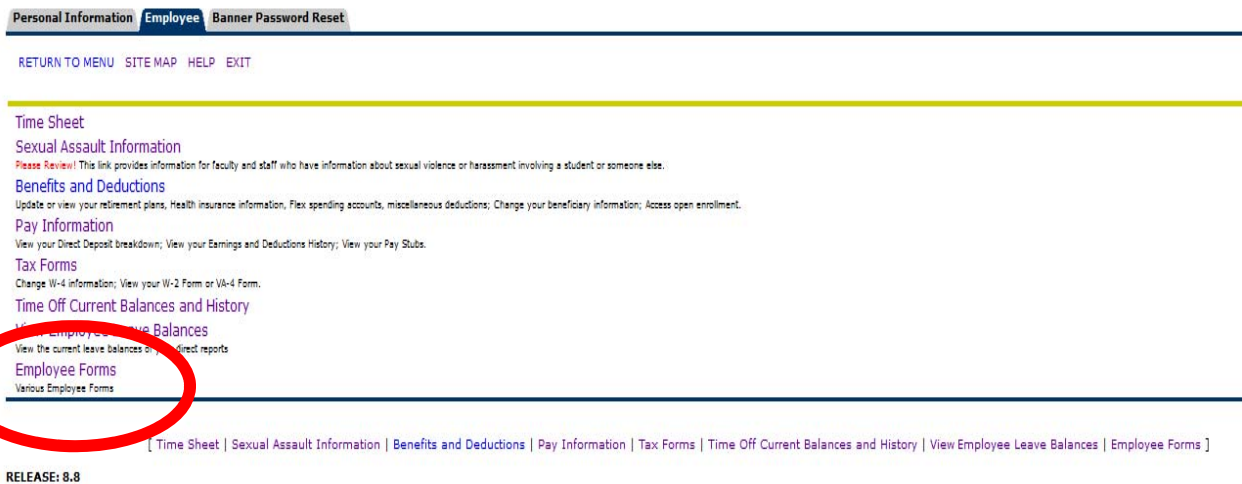 Personal Information Employee Banner Password Reset
RETURN TO MENU SITE MAP HELP EXIT
Time Sheet
Sexual Assault Information
Please Review! This link provides information for faculty and staff who have information about sexual violence or harassment involving a student or someone else.
Benefits and Deductions
Update or view your retirement plans, Health insurance information, Flex spending accounts, miscellaneous deductions; Change your beneficiary information; Access open enrollment.
Pay Information
View your Direct Deposit breakdown; View your Earnings and Deductions History; View your Pay Stubs.
Tax Forms
Change W-4 information; View your W-2 Form or VA-4 Form.
Time Off Current Balances and History
View Employee Leave Balances
View the current leave balances of your direct reports
Employee Forms
Various Employee Forms
[ Time Sheet | Sexual Assault Information | Benefits and Deductions | Pay Information | Tax Forms | Time Off Current Balances and History | View Employee Leave Balances | Employee Forms ]
RELEASE: 8.8